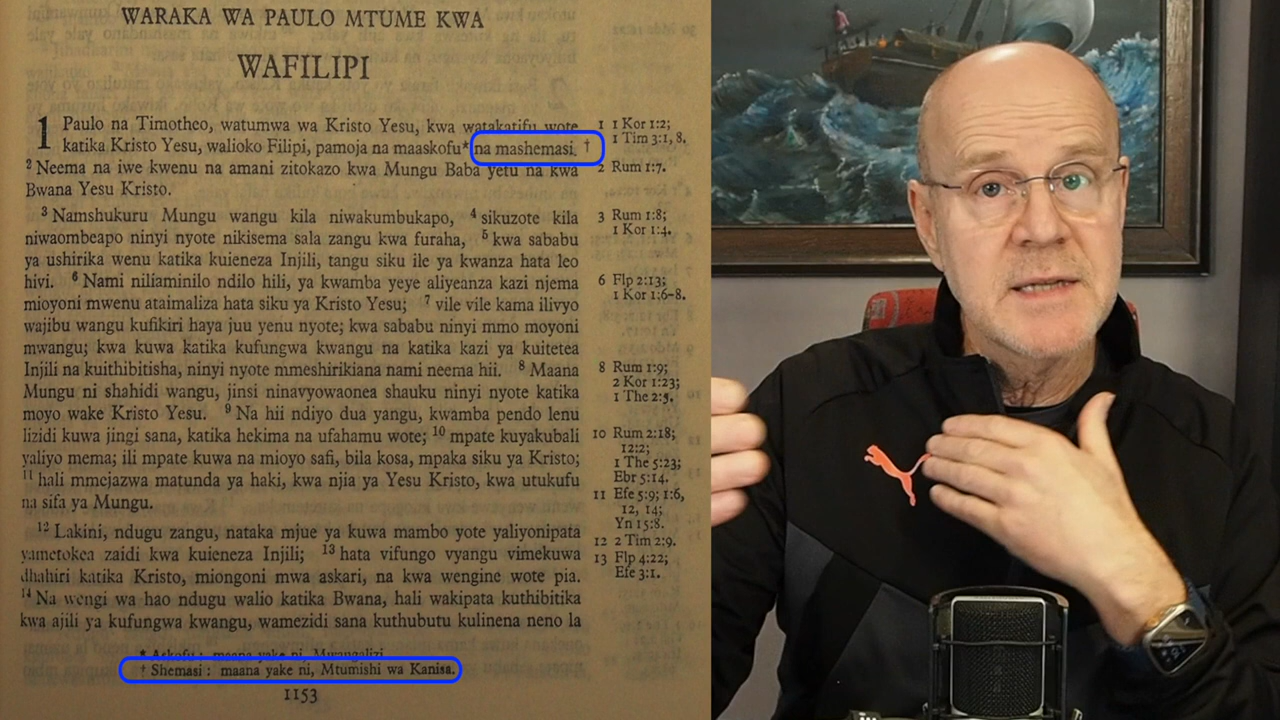 WARAKA WA PAULO MTUME KWA
WAFILIPI
1 Paulo na Timotheo, watumwa wa Kristo Yesu, kwa watakatifu wote
katika Kristo Yesu, walioko Filipi, pamoja na maaskofu* na mashemasi. †
2 Neema na iwe kwenu na amani zitokazo kwa Mungu Baba yetu na kwa
Bwana Yesu Kristo.
3 Namshukuru Mungu wangu kila niwakumbukapo, 4 sikuzote kila
niwaombeapo ninyi nyote nikisema sala zangu kwa furaha, 5 kwa sababu
ya ushirika wenu katika kuieneza Injili, tangu siku ile ya kwanza hata leo
hivi. 6 Nami niliaminilo ndilo hili, ya kwamba yeye aliyeanza kazi njema
mioyoni mwenu ataimaliza hata siku ya Kristo Yesu; 7 vile vile kama ilivyo
wajibu wangu kufikiri haya juu yenu nyote; kwa sababu ninyi mmo moyoni
mwangu; kwa kuwa katika kufungwa kwangu na katika kazi ya kuitetea
Injili na kuithibitisha, ninyi nyote mmeshirikiana nami neema hii. 8 Maana
Mungu ni shahidi wangu, jinsi ninavyowaonea shauku ninyi nyote katika
moyo wake Kristo Yesu. 9 Na hii ndiyo dua yangu, kwamba pendo lenu
lizidi kuwa jingi sana, katika hekima na ufahamu wote; 10 mpate kuyakubali
yaliyo mema; ili mpate kuwa na mioyo safi, bila kosa, mpaka siku ya Kristo;
11 hali mmejazwa matunda ya haki, kwa njia ya Yesu Kristo, kwa utukufu
na sifa ya Mungu.
12 Lakini, ndugu zangu, nataka mjue ya kuwa mambo yote yaliyonipata
yametokea zaidi kwa kuieneza Injili; 13 hata vifungo vyangu vimekuwa
dhahiri katika Kristo, miongoni mwa askari, na kwa wengine wote pia.
14 Na wengi wa hao ndugu walio katika Bwana, hali wakipata kuthibitika
kwa ajili ya kufungwa kwangu, wamezidi sana kuthubutu kulinena neno la
* Askofu : maana yake ni, Mwangalizi.
† Shemasi : maana yake ni, Mtumishi wa Kanisa.
1153
1 1 Kor 1:2;
1 Tim 3:1, 8.
2 Rum 1:7.
3 Rum 1:8;
1 Kor 1:4.
6 Flp 2:13;
1 Kor 1:6-8.
8 Rum 1:9;
2 Kor 1:23;
1 The 2:5.
10 Rum 2:18;
12:2;
1 The 5:23;
Ebr 5:14.
11 Efe 5:9; 1:6,
12, 14;
Yn 15:8.
12 2 Tim 2:9.
13 Flp 4:22;
Efe 3:1.